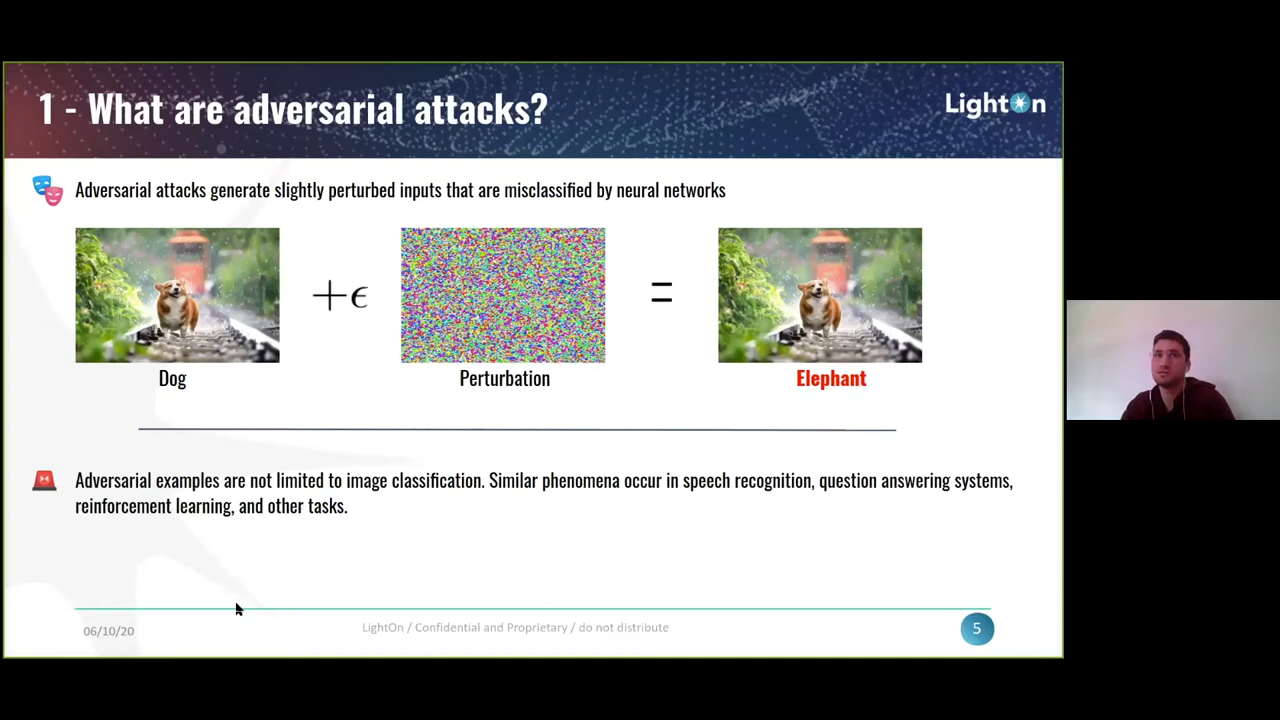 1 - What are adversarial attacks?
LightOn
Adversarial attacks generate slightly perturbed inputs that are misclassified by neural networks
+ϵ
=
Dog
Perturbation
Elephant
Adversarial examples are not limited to image classification. Similar phenomena occur in speech recognition, question answering systems,
reinforcement learning, and other tasks.
06/10/20
LightOn / Confidential and Proprietary / do not distribute
5